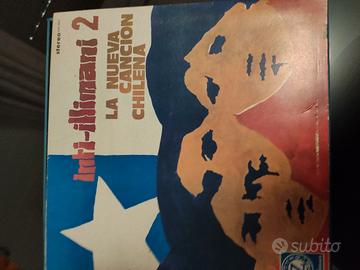 stereo
Inti-illimani 2
LA NUEVA
CANCION
CHILENA
subito